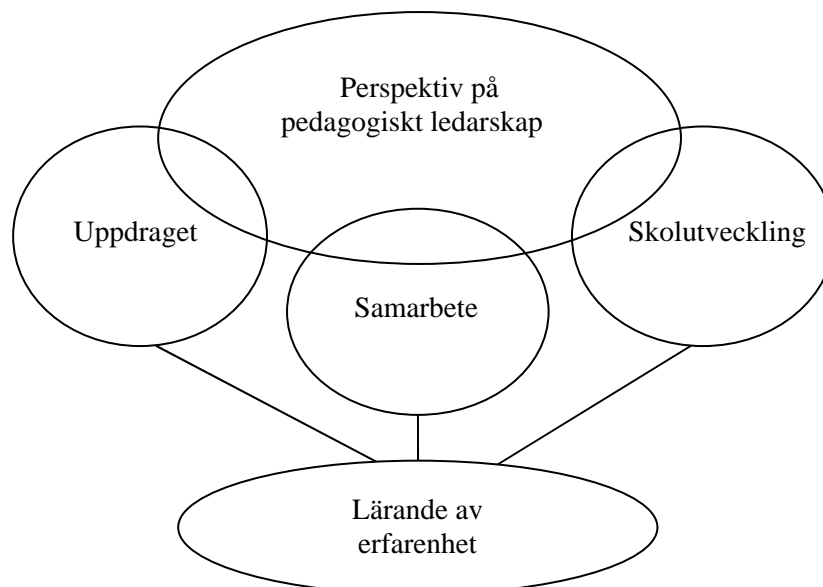 Perspektiv på
pedagogiskt ledarskap
Uppdraget
Skolutveckling
Samarbete
Lärande av
erfarenhet